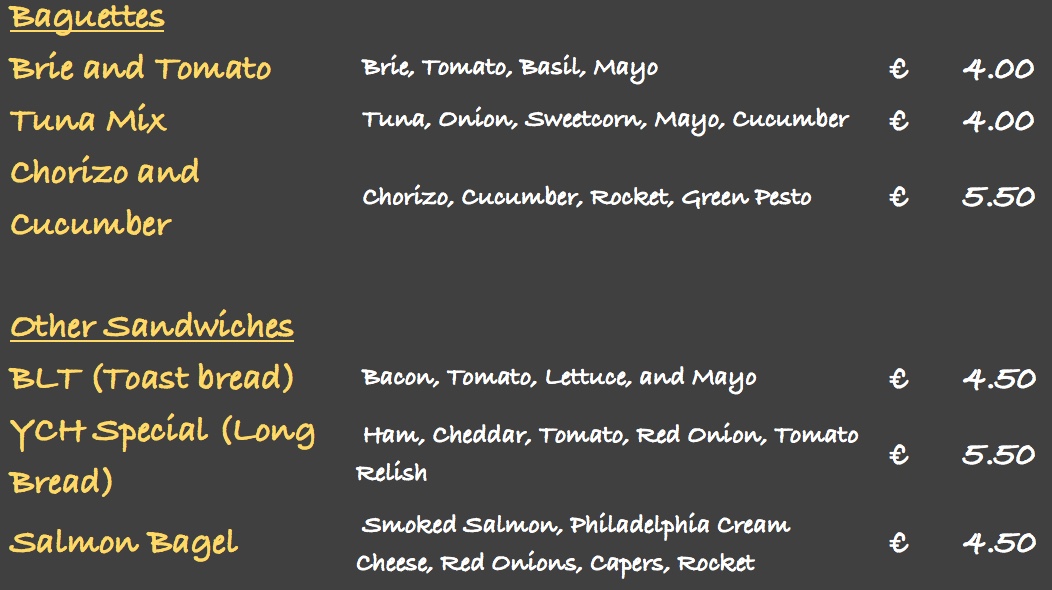 Baguettes
Brie and Tomato Brie, Tomato, Basil, Mayo € 4.00
Tuna Mix Tuna, Onion, Sweetcorn, Mayo, Cucumber € 4.00
Chorizo and
Cucumber
Chorizo, Cucumber, Rocket, Green Pesto € 5.50
Other Sandwiches
BLT (Toast bread) Bacon, Tomato, Lettuce, and Mayo € 4.50
YCH Special (Long
Bread)
Ham, Cheddar, Tomato, Red Onion, Tomato
Relish
€ 5.50
Salmon Bagel
Smoked Salmon, Philadelphia Cream
Cheese, Red Onions, Capers, Rocket
€ 4.50